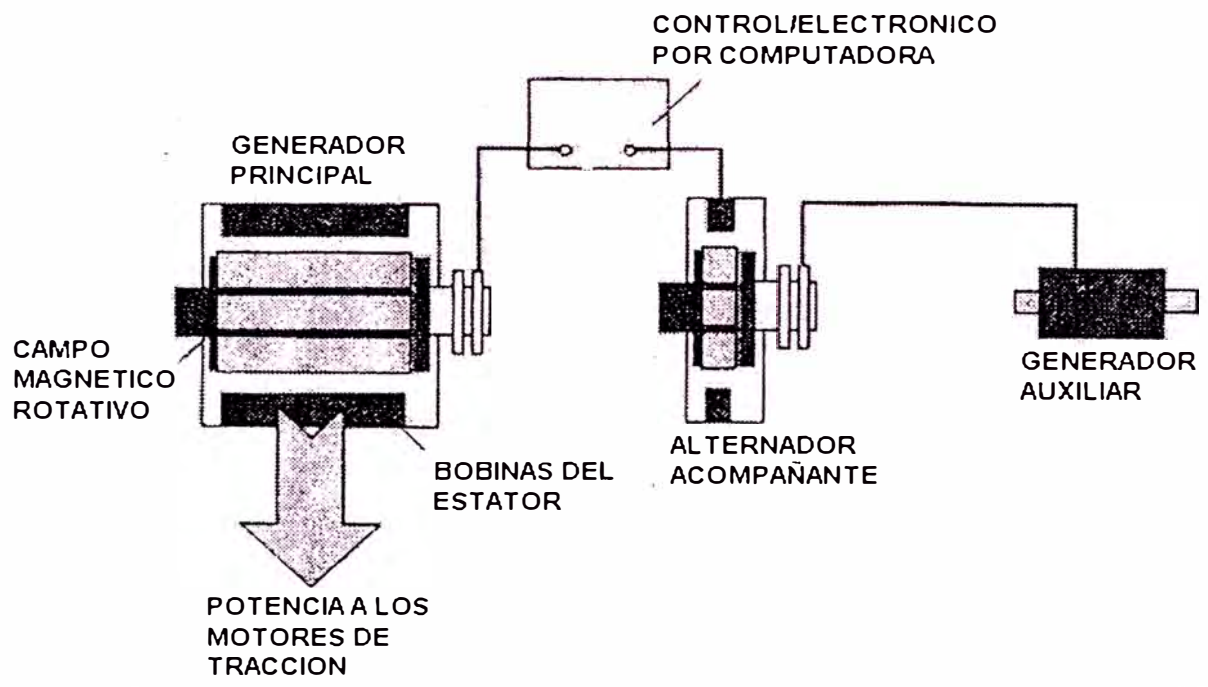 CONTROL/ELECTRONICO
POR COMPUTADORA
GENERADOR
PRINCIPAL
CAMPO
MAGNETICO
ROTATIVO
BOBINAS DEL
ESTATOR
ALTERNADOR
ACOMPAÑANTE
GENERADOR
AUXILIAR
POTENCIA A LOS
MOTORES DE
TRACCION